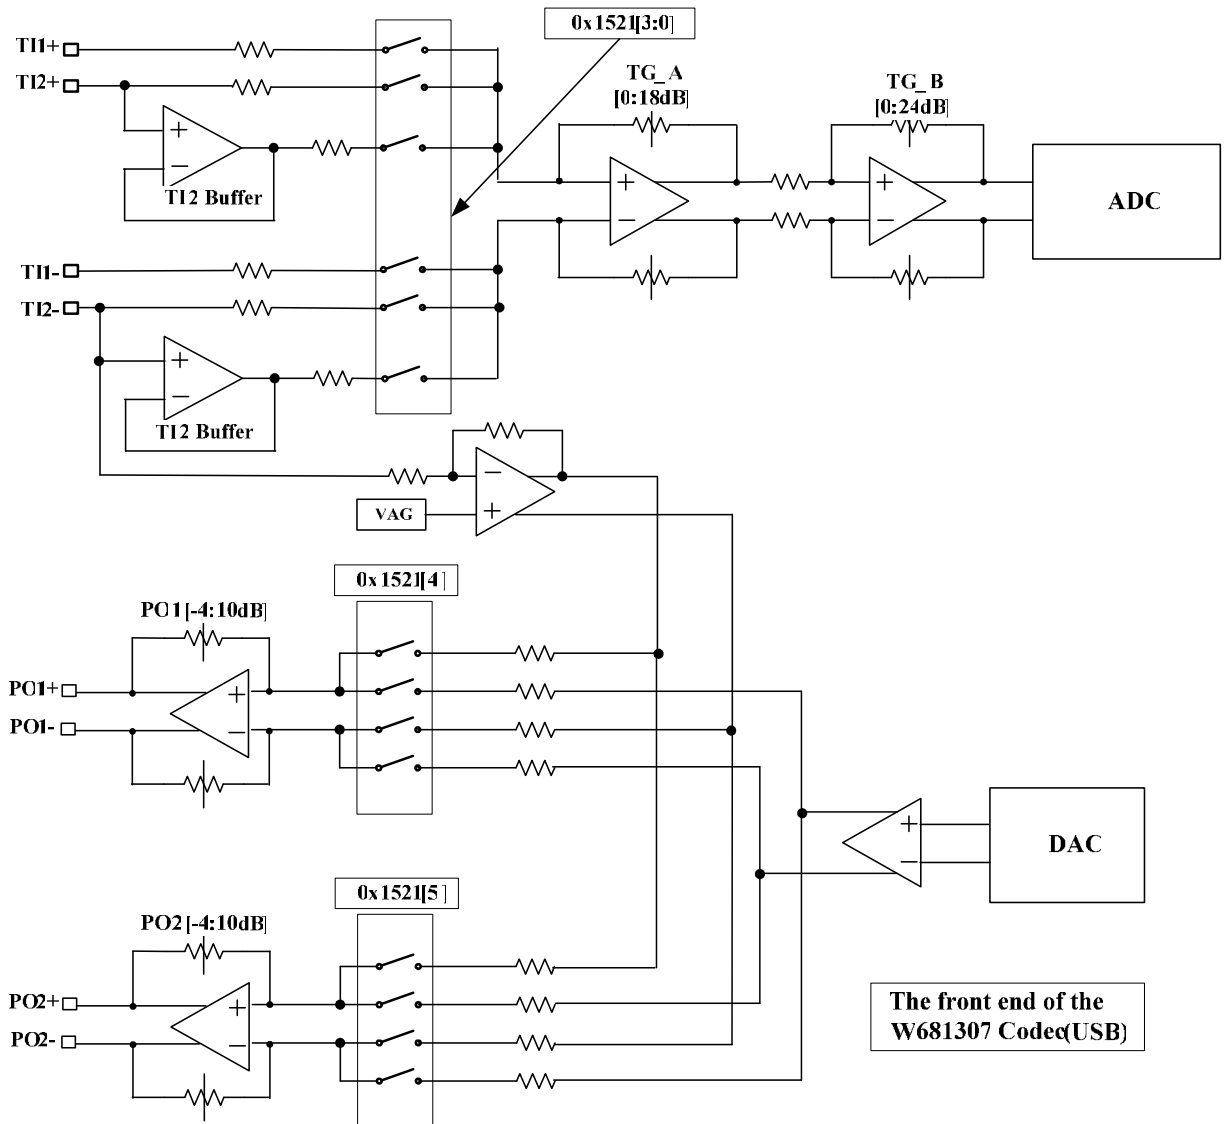 0x1521[3:0]
TI1+
TI2+
TG_A
[0:18dB]
TG_B
[0:24dB]
+
−
TI2 Buffer
+
−
+
−
ADC
TI1-
TI2-
+
−
TI2 Buffer
−
+
VAG
0x1521[4]
PO1[-4:10dB]
PO1+
PO1-
+
−
+
−
DAC
0x1521[5]
PO2[-4:10dB]
PO2+
PO2-
+
−
The front end of the
W681307 Codec(USB)